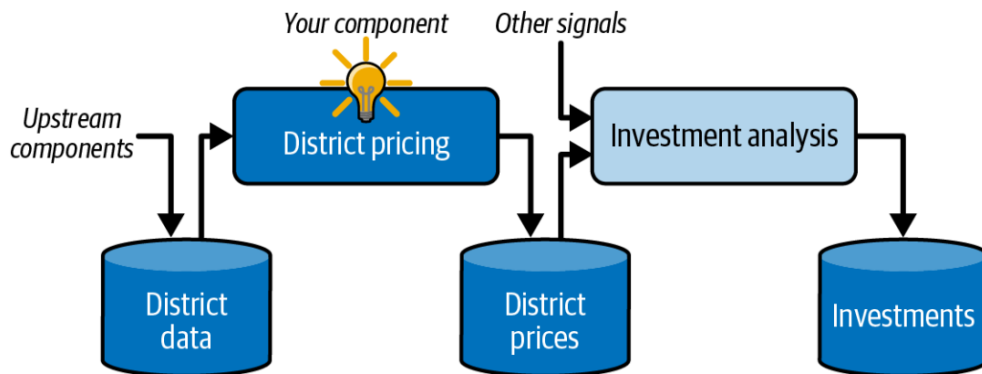 Your component
Other signals
Upstream
components
District pricing
Investment analysis
District
data
District
prices
Investments